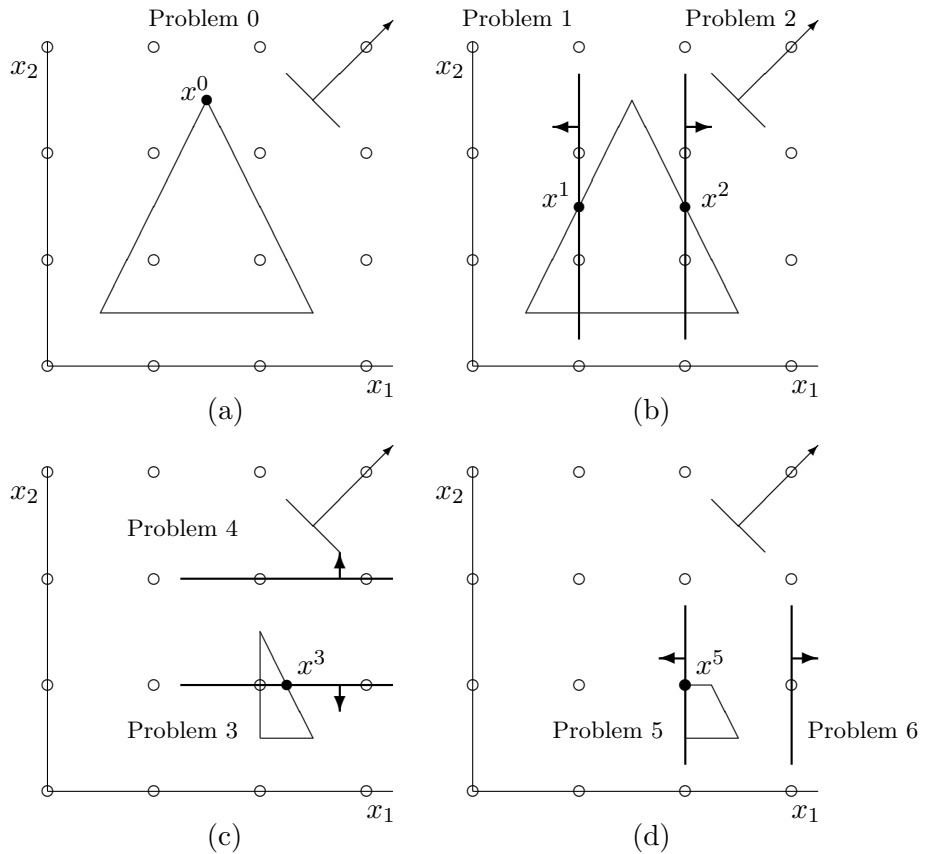 Problem 0
x₂
x⁰
x₁
(a)
Problem 1
Problem 2
x₂
x¹
x²
x₁
(b)
x₂
Problem 4
x³
Problem 3
x₁
(c)
x₂
x⁵
Problem 5
Problem 6
x₁
(d)